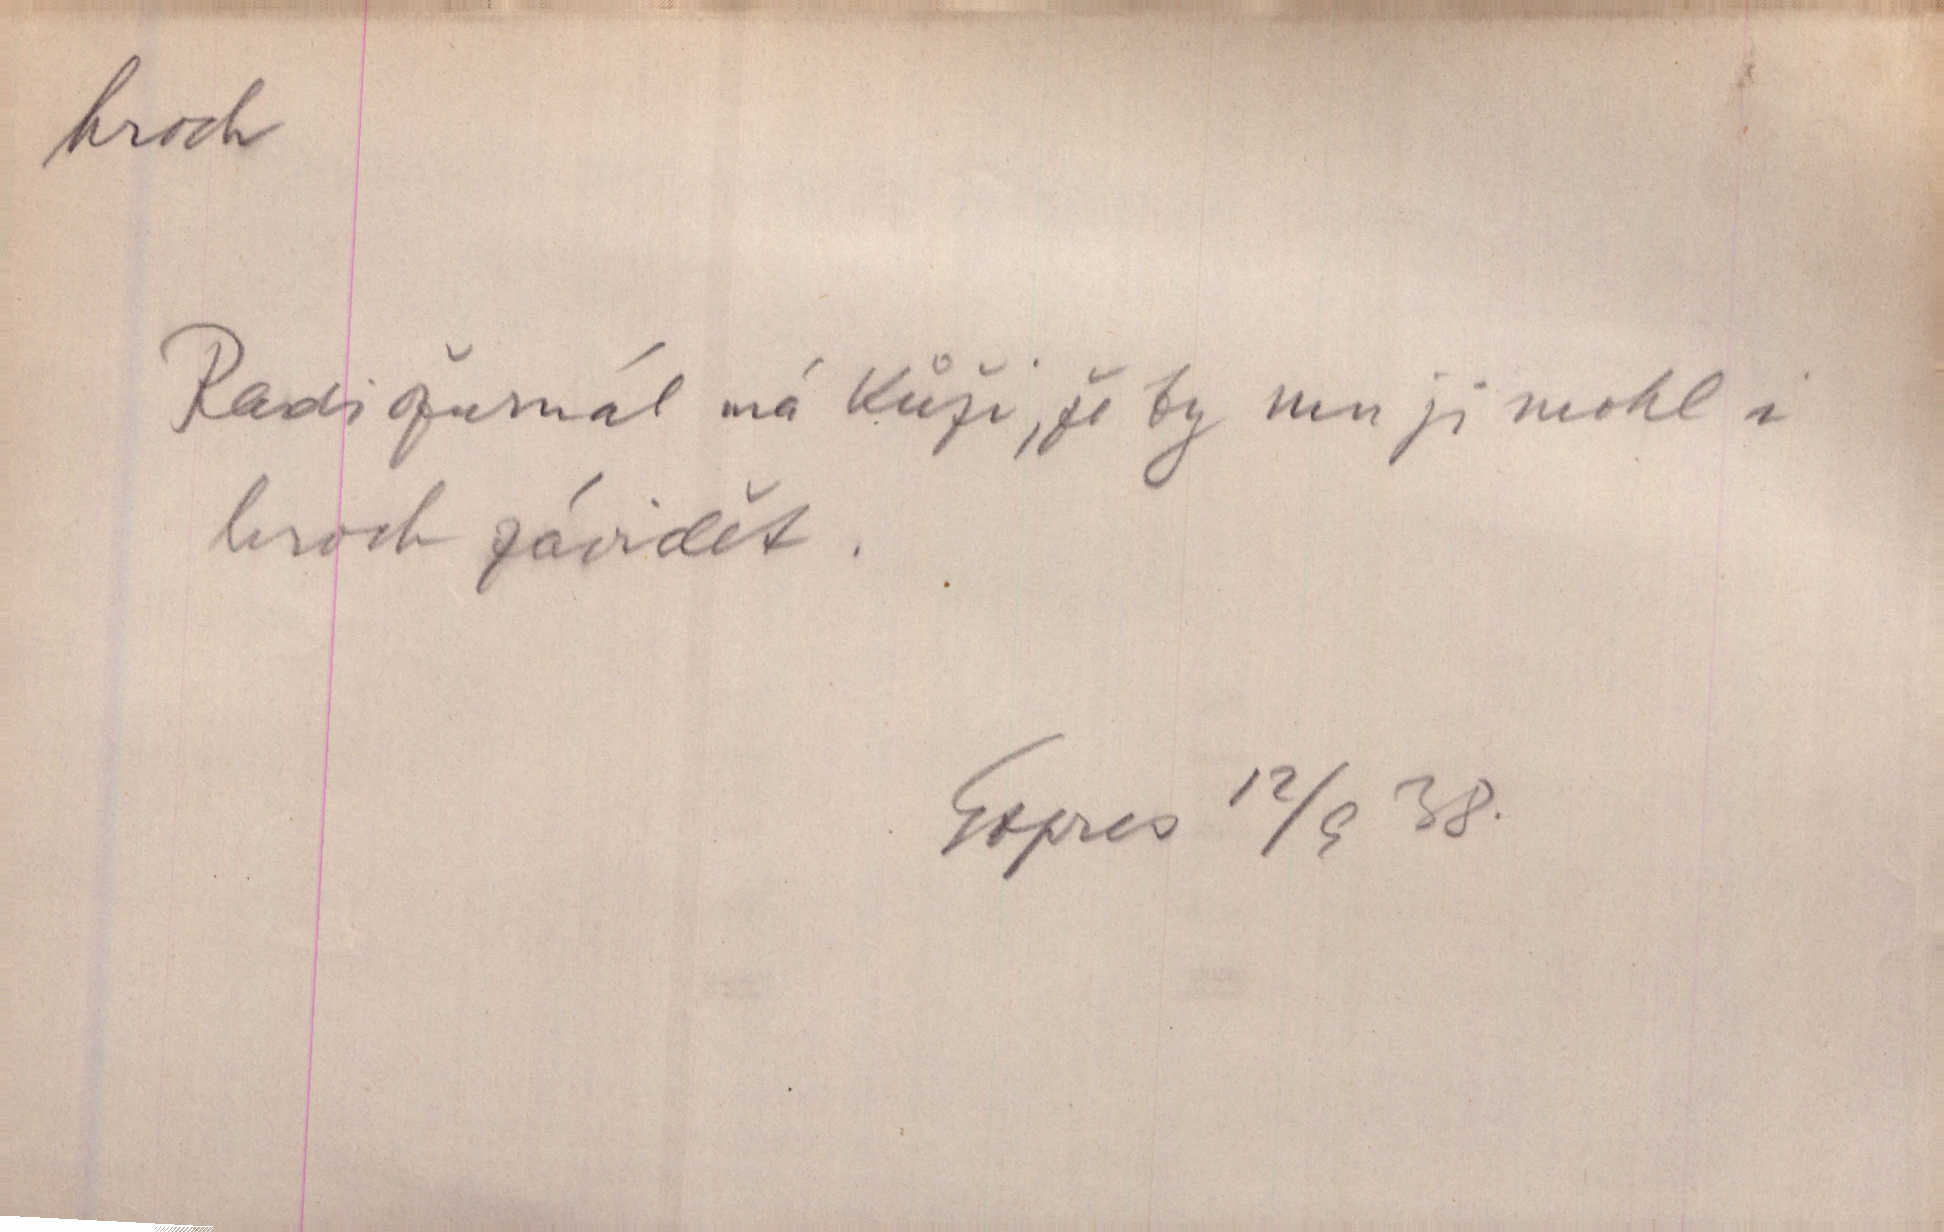 hroch
Radiožurnál má kůži, že by mu ji mohl i
hroch závidět.
Expres 12/9 38.